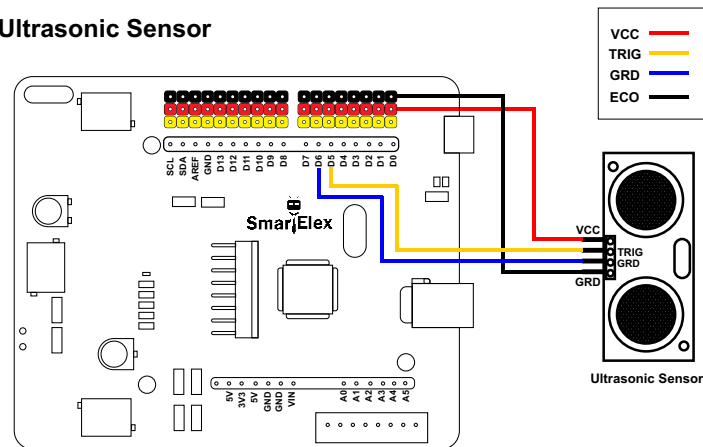 Ultrasonic Sensor
VCC
TRIG
GRD
ECO
SCL
SDA
AREF
GND
D13
D12
D11
D10
D9
D8
D7
D6
D5
D4
D3
D2
D1
D0
SmartElex
VCC
TRIG
GRD
GRD
Ultrasonic Sensor
5V
3V3
5V
GND
GND
VIN
A0
A1
A2
A3
A4
A5